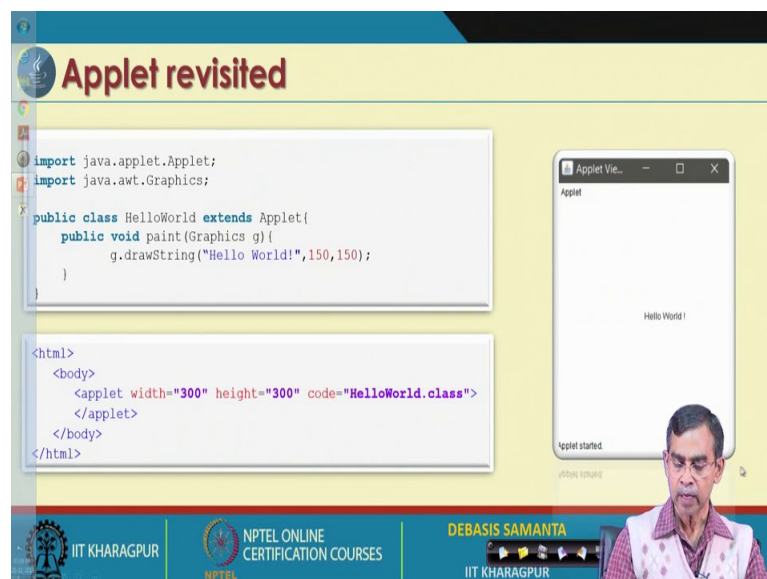 Applet revisited
import java.applet.Applet;
import java.awt.Graphics;
public class HelloWorld extends Applet{
public void paint(Graphics g){
g.drawString("Hello World!",150,150);
}
}
<html>
<body>
<applet width="300" height="300" code="HelloWorld.class">
</applet>
</body>
</html>
Applet Vie...
Applet
Hello World !
Applet started.
IIT KHARAGPUR
NPTEL
NPTEL ONLINE
CERTIFICATION COURSES
DEBASIS SAMANTA
IIT KHARAGPUR